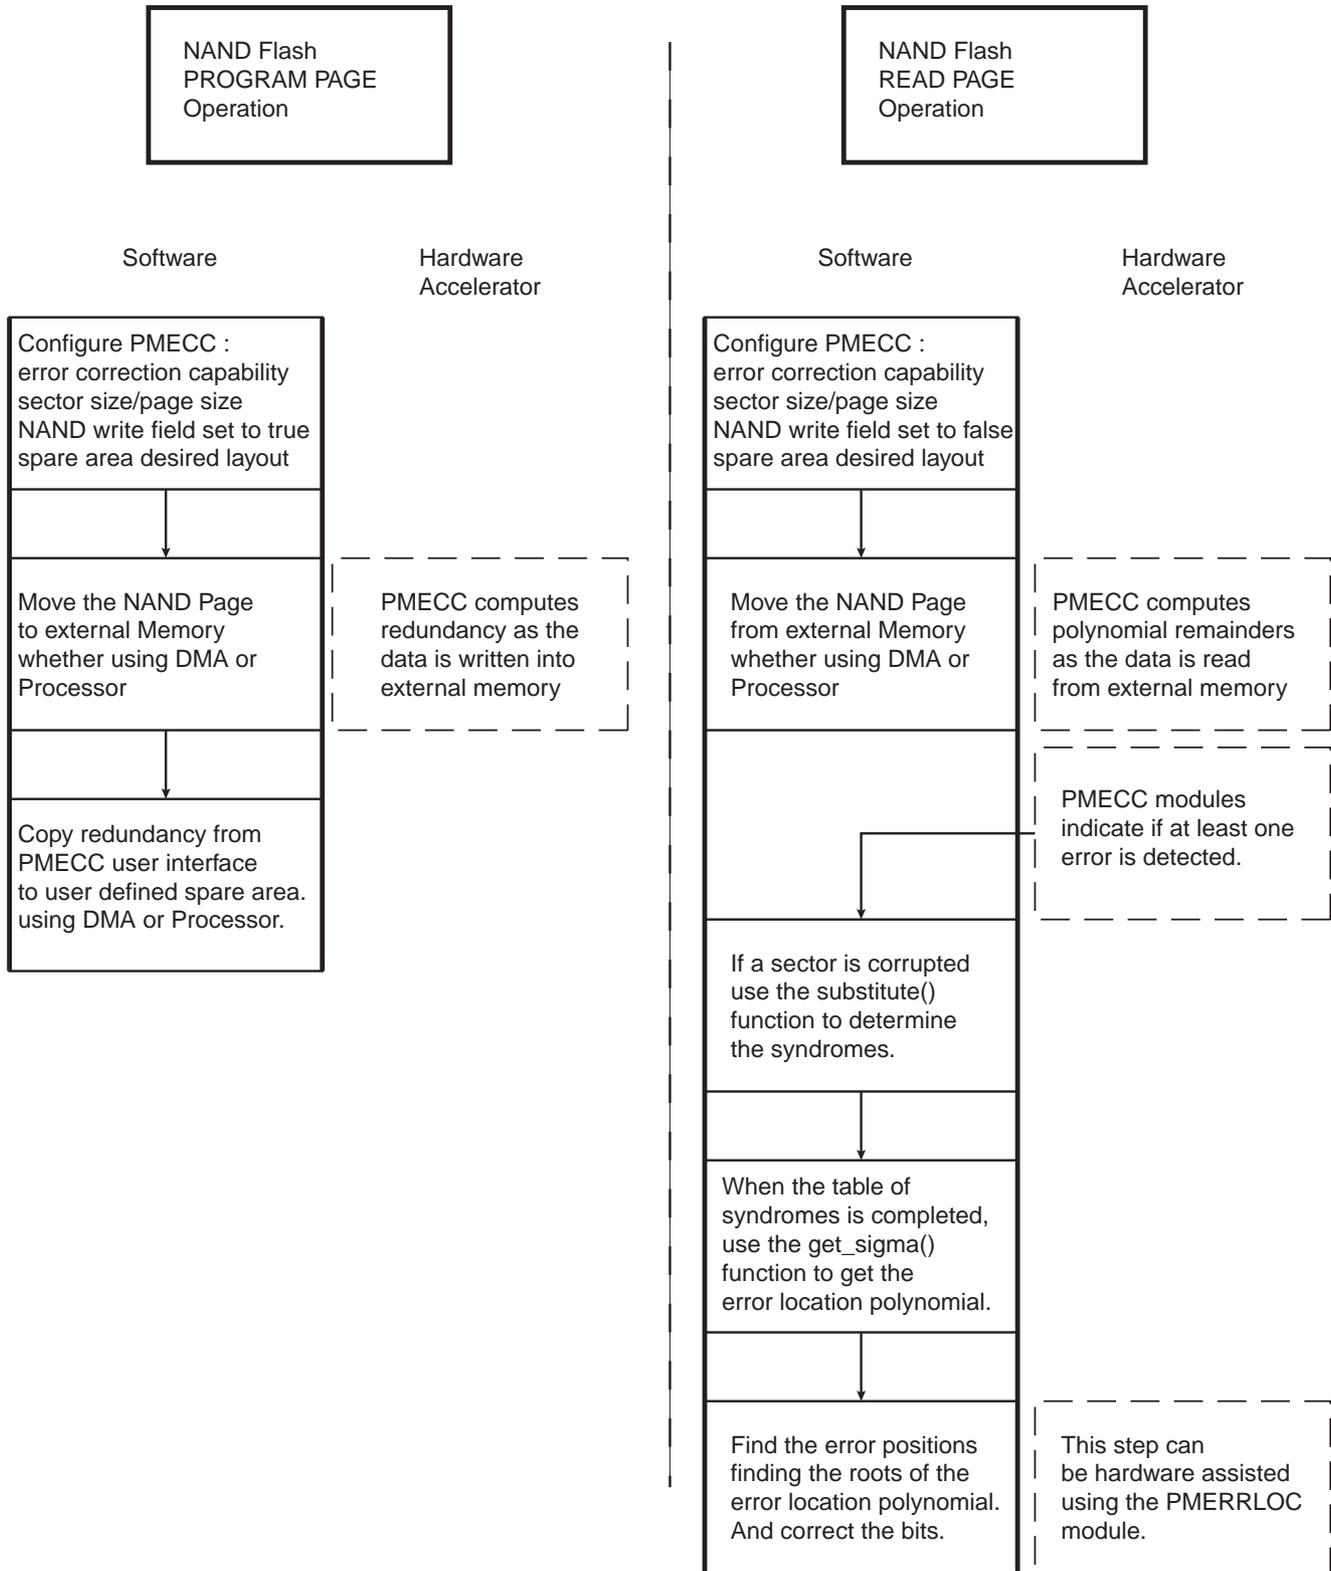 NAND Flash
PROGRAM PAGE
Operation
Software
Hardware
Accelerator
Configure PMECC :
error correction capability
sector size/page size
NAND write field set to true
spare area desired layout
Move the NAND Page
to external Memory
whether using DMA or
Processor
PMECC computes
redundancy as the
data is written into
external memory
Copy redundancy from
PMECC user interface
to user defined spare area.
using DMA or Processor.
NAND Flash
READ PAGE
Operation
Software
Hardware
Accelerator
Configure PMECC :
error correction capability
sector size/page size
NAND write field set to false
spare area desired layout
Move the NAND Page
from external Memory
whether using DMA or
Processor
PMECC computes
polynomial remainders
as the data is read
from external memory
PMECC modules
indicate if at least one
error is detected.
If a sector is corrupted
use the substitute()
function to determine
the syndromes.
When the table of
syndromes is completed,
use the get_sigma()
function to get the
error location polynomial.
Find the error positions
finding the roots of the
error location polynomial.
And correct the bits.
This step can
be hardware assisted
using the PMERRLOC
module.